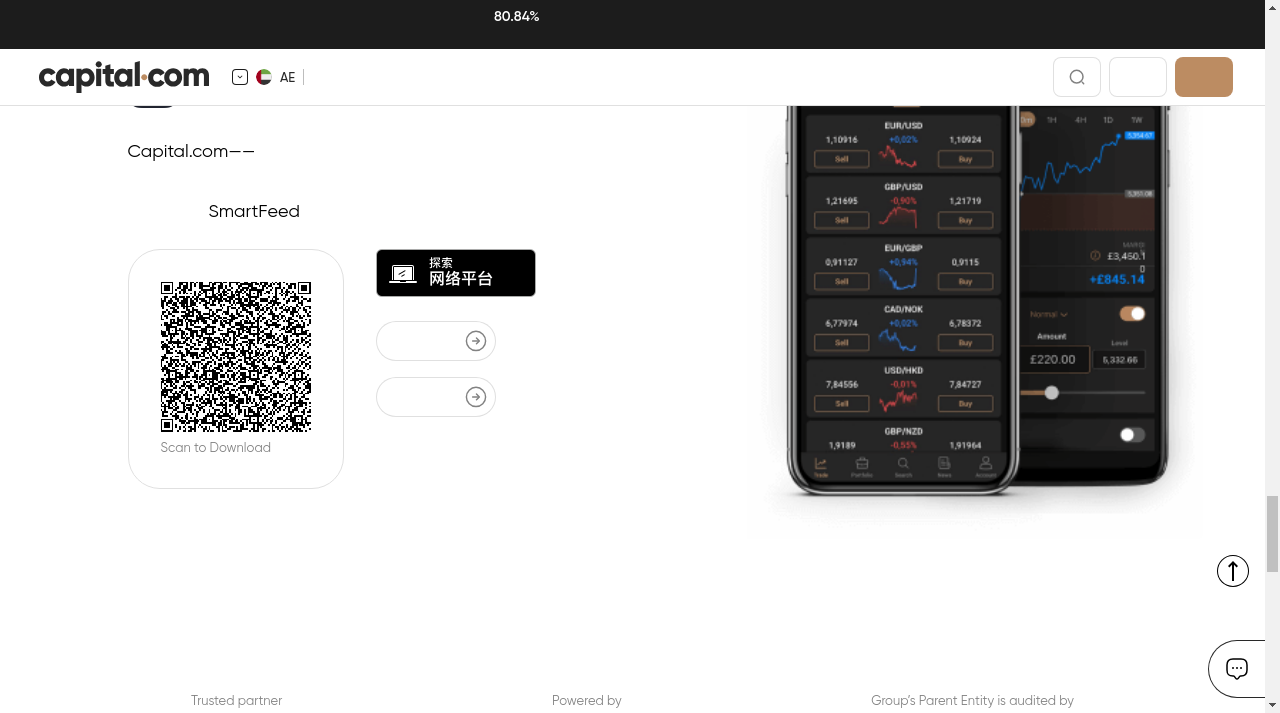 80.84%
capital.com
AE
Capital.com——
SmartFeed
探索
网络平台
Scan to Download
EUR/USD
1,10916 +0,02% 1,10924
Sell Buy
GBP/USD
1,21695 -0,90% 1,21719
Sell Buy
EUR/GBP
0,91127 +0,94% 0,9115
Sell Buy
CAD/NOK
6,77974 +0,02% 6,78372
Sell Buy
USD/HKD
7,84556 -0,01% 7,84727
Sell Buy
GBP/NZD
1,9189 -0,55% 1,91964
Trade Portfolio Search News Account
1H 4H 1D 1W
£3,450.1
0
+£845.14
Normal
Amount
Level
£220.00
5,332.66
Trusted partner
Powered by
Group’s Parent Entity is audited by